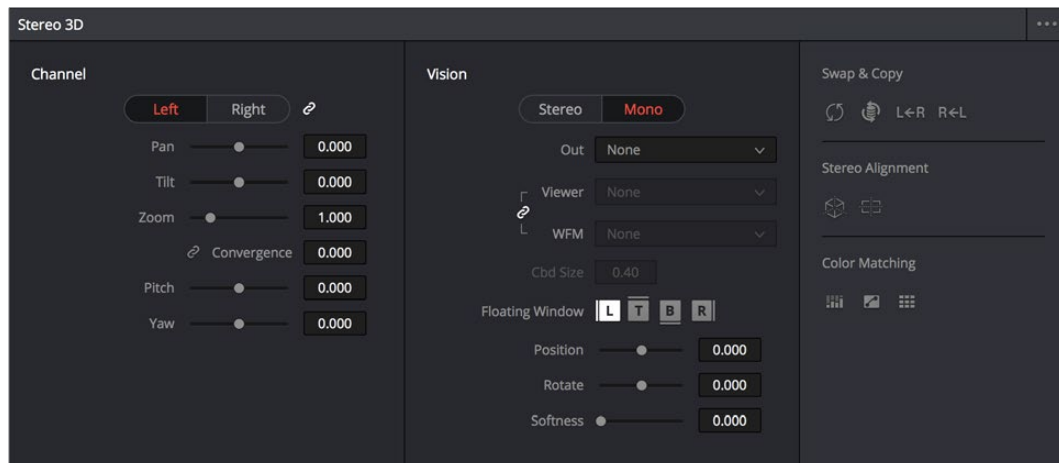 Stereo 3D
Channel
Left Right
Pan 0.000
Tilt 0.000
Zoom 1.000
Convergence 0.000
Pitch 0.000
Yaw 0.000
Vision
Stereo Mono
Out None
Viewer None
WFM None
Cbd Size 0.40
Floating Window L T B R
Position 0.000
Rotate 0.000
Softness 0.000
Swap & Copy
L←R R←L
Stereo Alignment
Color Matching